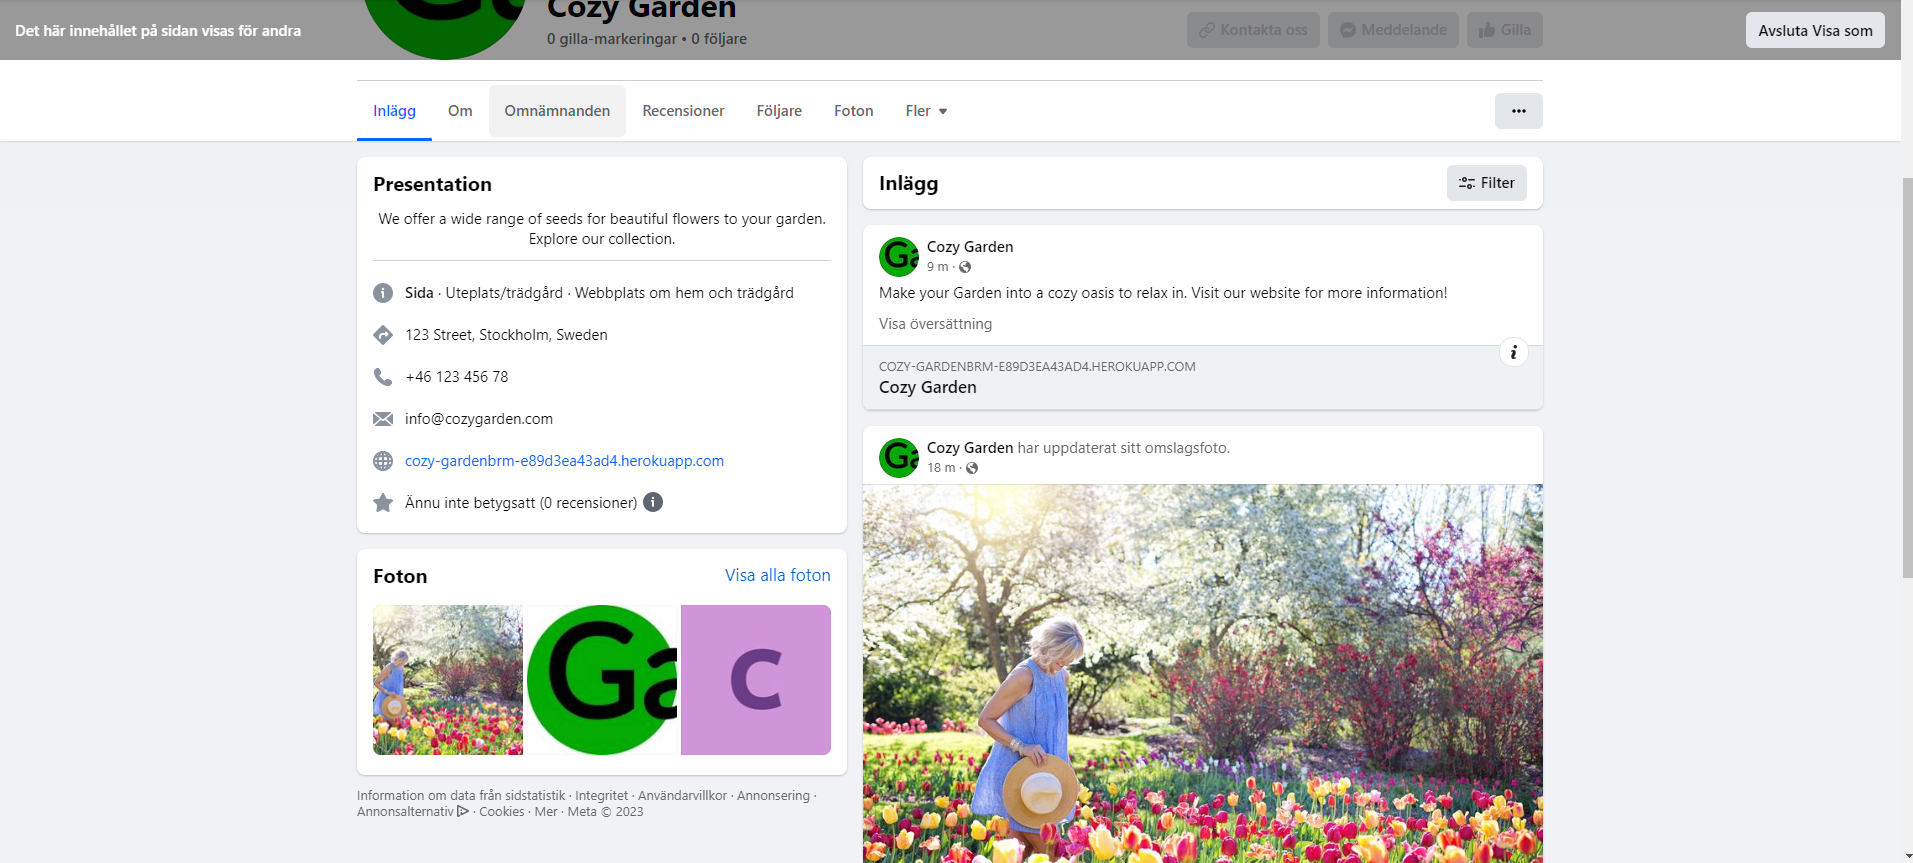 Cozy Garden
Det här innehållet på sidan visas för andra
0 gilla-markeringar • 0 följare
Kontakta oss
Meddelande
Gilla
Avsluta Visa som
Inlägg
Om
Omnämnanden
Recensioner
Följare
Foton
Fler
Presentation
We offer a wide range of seeds for beautiful flowers to your garden.
Explore our collection.
Sida · Uteplats/trädgård · Webbplats om hem och trädgård
123 Street, Stockholm, Sweden
+46 123 456 78
info@cozygarden.com
cozy-gardenbrm-e89d3ea43ad4.herokuapp.com
Ännu inte betygsatt (0 recensioner)
Foton
Visa alla foton
Ga
C
Information om data från sidstatistik · Integritet · Användarvillkor · Annonsering ·
Annonsalternativ · Cookies · Mer · Meta © 2023
Inlägg
Filter
Ga
Cozy Garden
9 m ·
Make your Garden into a cozy oasis to relax in. Visit our website for more information!
Visa översättning
COZY-GARDENBRM-E89D3EA43AD4.HEROKUAPP.COM
Cozy Garden
Ga
Cozy Garden har uppdaterat sitt omslagsfoto.
18 m ·